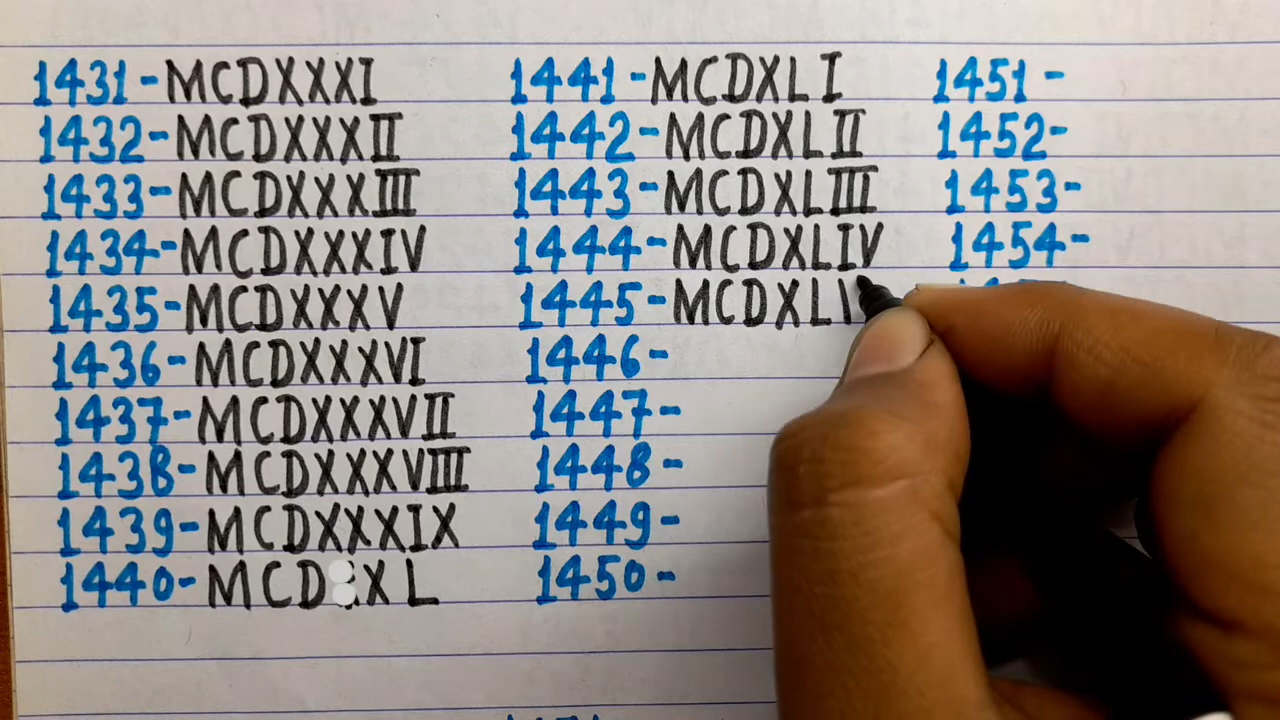 1431-MCDXXXI
1432-MCDXXXII
1433-MCDXXXIII
1434-MCDXXXIV
1435-MCDXXXV
1436-MCDXXXVI
1437-MCDXXXVII
1438-MCDXXXVIII
1439-MCDXXXIX
1440-MCDXL
1441-MCDXLI
1442-MCDXLII
1443-MCDXLIII
1444-MCDXLIV
1445-MCDXL
1446-
1447-
1448-
1449-
1450-
1451-
1452-
1453-
1454-